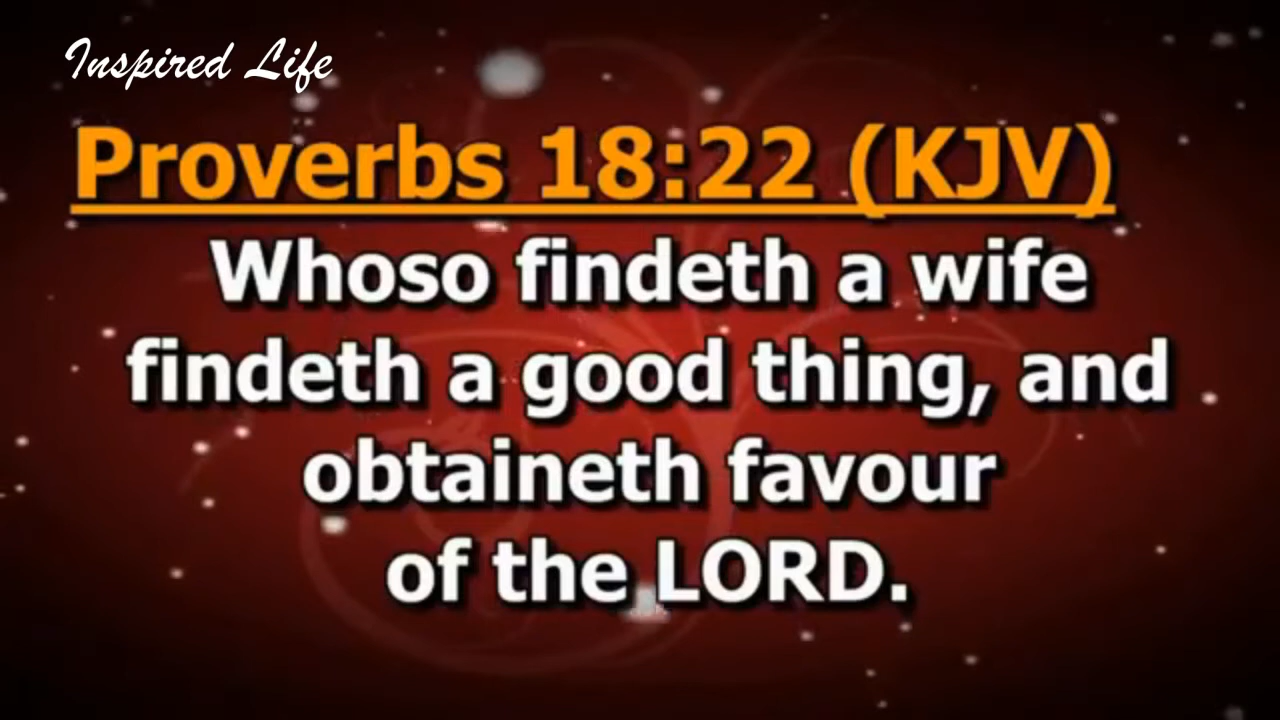 Inspired Life
Proverbs 18:22 (KJV)
Whoso findeth a wife
findeth a good thing, and
obtaineth favour
of the LORD.